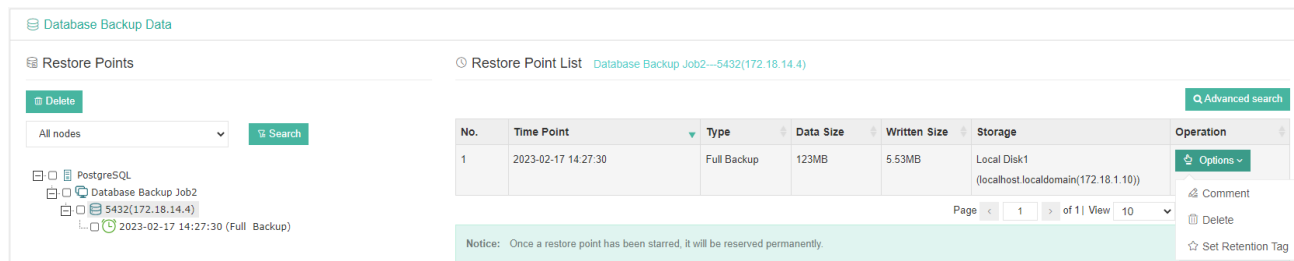 Database Backup Data
Restore Points
Delete
All nodes
Search
PostgreSQL
Database Backup Job2
5432(172.18.14.4)
2023-02-17 14:27:30 (Full Backup)
Restore Point List Database Backup Job2---5432(172.18.14.4)
Advanced search
No. Time Point Type Data Size Written Size Storage Operation
1 2023-02-17 14:27:30 Full Backup 123MB 5.53MB Local Disk1 Options
(localhost.localdomain(172.18.1.10))
Comment
Delete
Set Retention Tag
Page < 1 > of 1| View 10
Notice: Once a restore point has been starred, it will be reserved permanently.